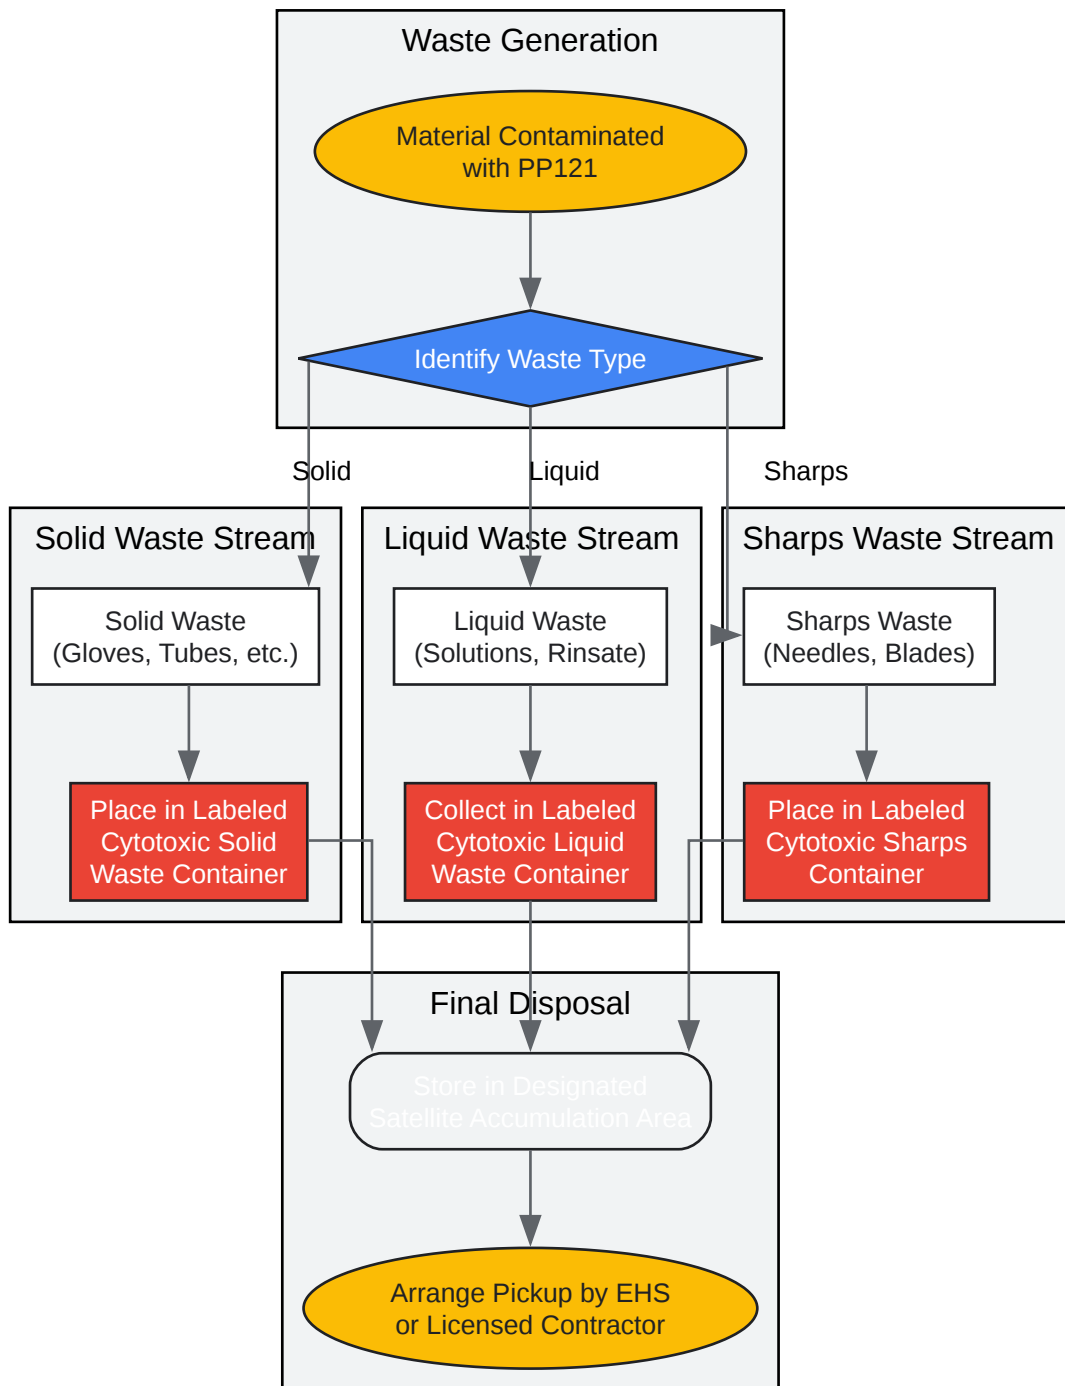 Waste Generation
Material Contaminated
with PP121
Identify Waste Type
Solid
Liquid
Sharps
Solid Waste Stream
Liquid Waste Stream
Sharps Waste Stream
Solid Waste
(Gloves, Tubes, etc.)
Liquid Waste
(Solutions, Rinsate)
Sharps Waste
(Needles, Blades)
Place in Labeled
Cytotoxic Solid
Waste Container
Collect in Labeled
Cytotoxic Liquid
Waste Container
Place in Labeled
Cytotoxic Sharps
Container
Final Disposal
Store in Designated
Satellite Accumulation Area
Arrange Pickup by EHS
or Licensed Contractor